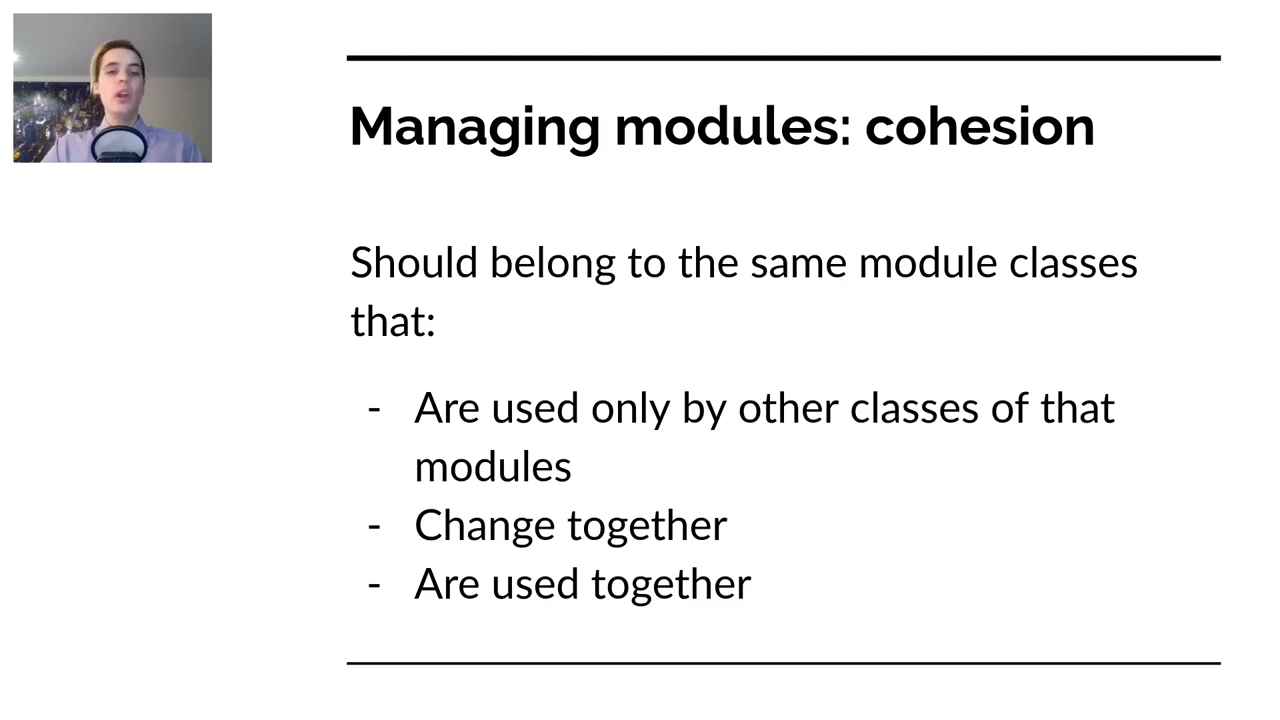 Managing modules: cohesion
Should belong to the same module classes
that:
- Are used only by other classes of that
modules
- Change together
- Are used together